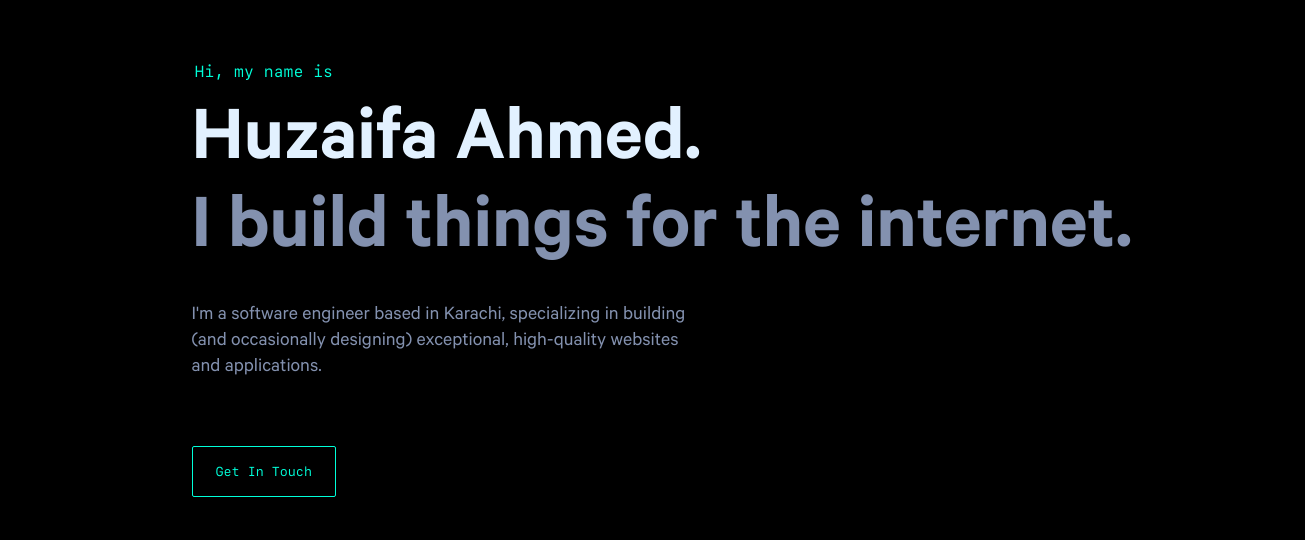 Hi, my name is
Huzaifa Ahmed.
I build things for the internet.
I'm a software engineer based in Karachi, specializing in building
(and occasionally designing) exceptional, high-quality websites
and applications.
Get In Touch